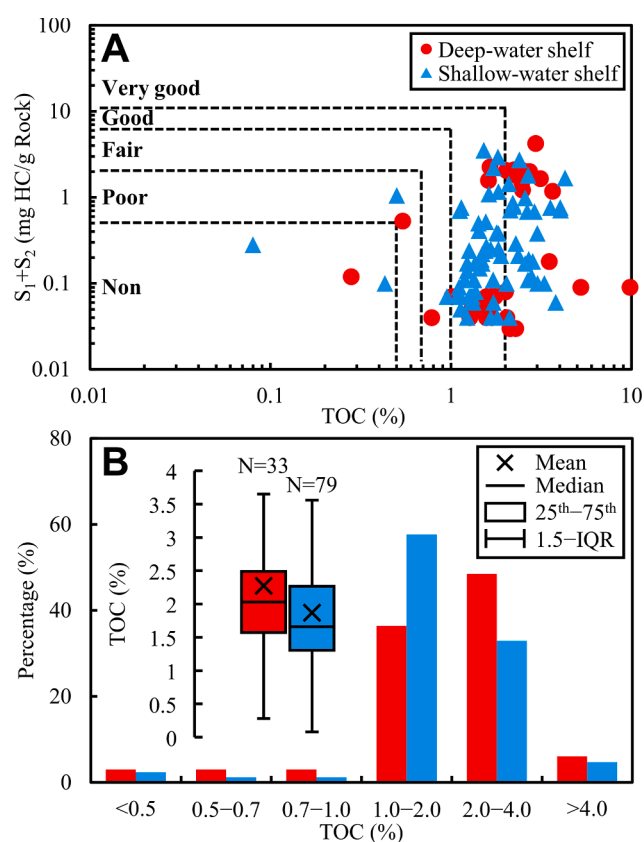 A
Deep-water shelf
Shallow-water shelf
S₁+S₂ (mg HC/g Rock)
100
10
1
0.1
0.01
Very good
Good
Fair
Poor
Non
0.01
0.1
1
10
TOC (%)
B
Mean
Median
25th−75th
1.5−IQR
N=33
N=79
TOC (%)
4
3.5
3
2.5
2
1.5
1
0.5
0
Percentage (%)
80
60
40
20
0
<0.5
0.5−0.7
0.7−1.0
1.0−2.0
2.0−4.0
>4.0
TOC (%)